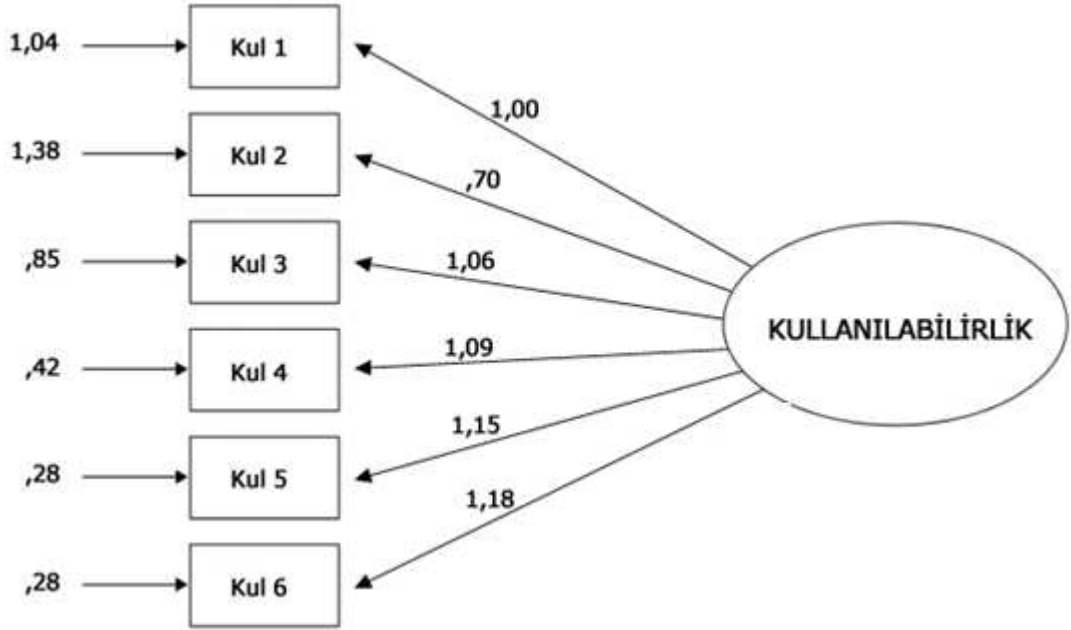 1,04
Kul 1
1,00
1,38
Kul 2
,70
,85
Kul 3
1,06
KULLANILABİLİRLİK
,42
Kul 4
1,09
,28
Kul 5
1,15
,28
Kul 6
1,18